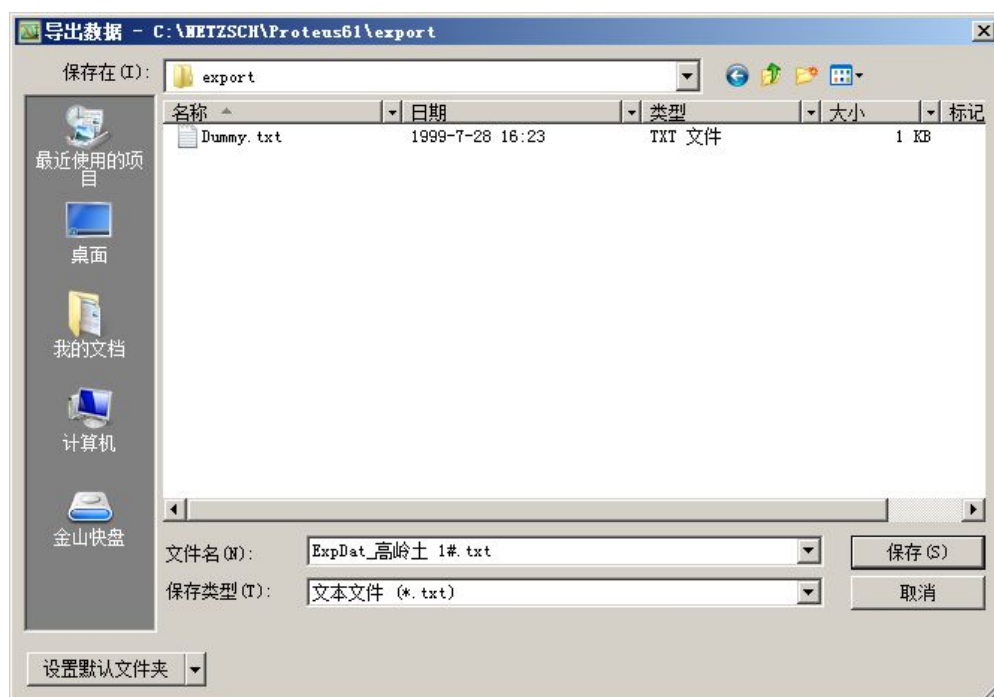 导出数据 - C:\NETZSCH\Proteus61\export
保存在(I):
export
名称 日期 类型 大小 标记
Dummy.txt 1999-7-28 16:23 TXT 文件 1 KB
最近使用的项
目
桌面
我的文档
计算机
金山快盘
文件名(N): ExpDat_高岭土 1#.txt 保存(S)
保存类型(T): 文本文件 (*.txt) 取消
设置默认文件夹